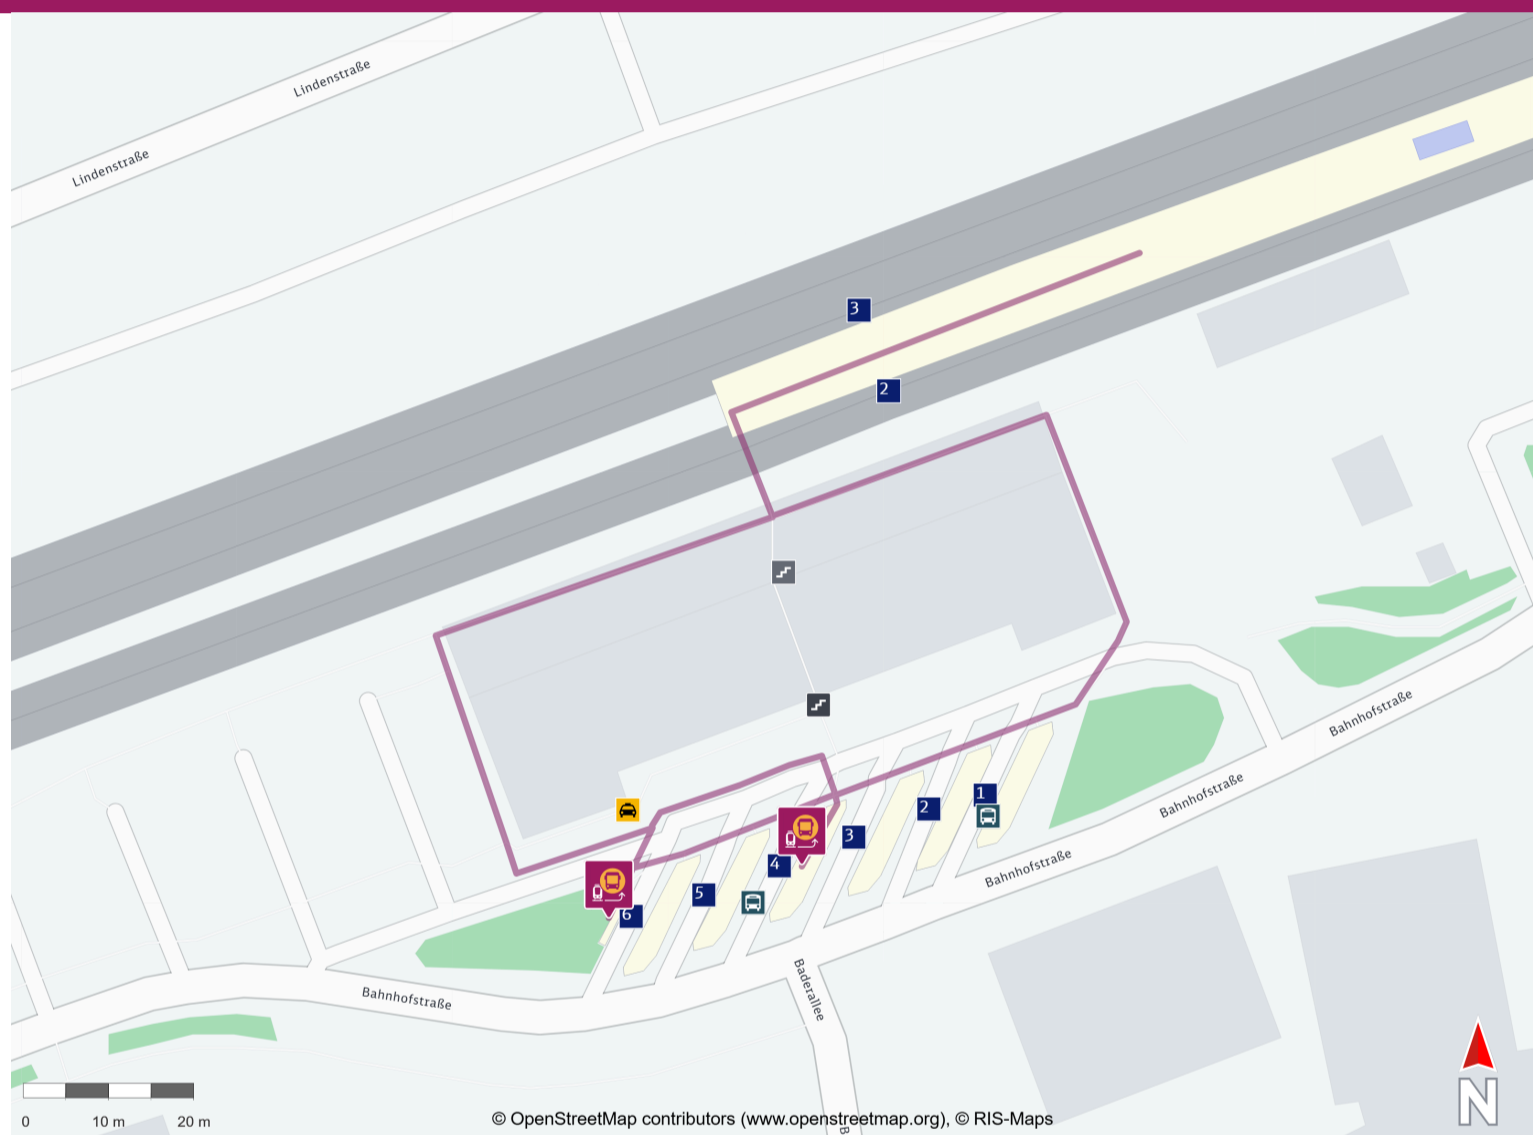 Lindenstraße
Lindenstraße
3
2
Bahnhofstraße
Bahnhofstraße
1
2
3
4
5
6
Bahnhofstraße
Bahnhofstraße
Baderallee
B
N
0 10 m 20 m
© OpenStreetMap contributors (www.openstreetmap.org), © RIS-Maps